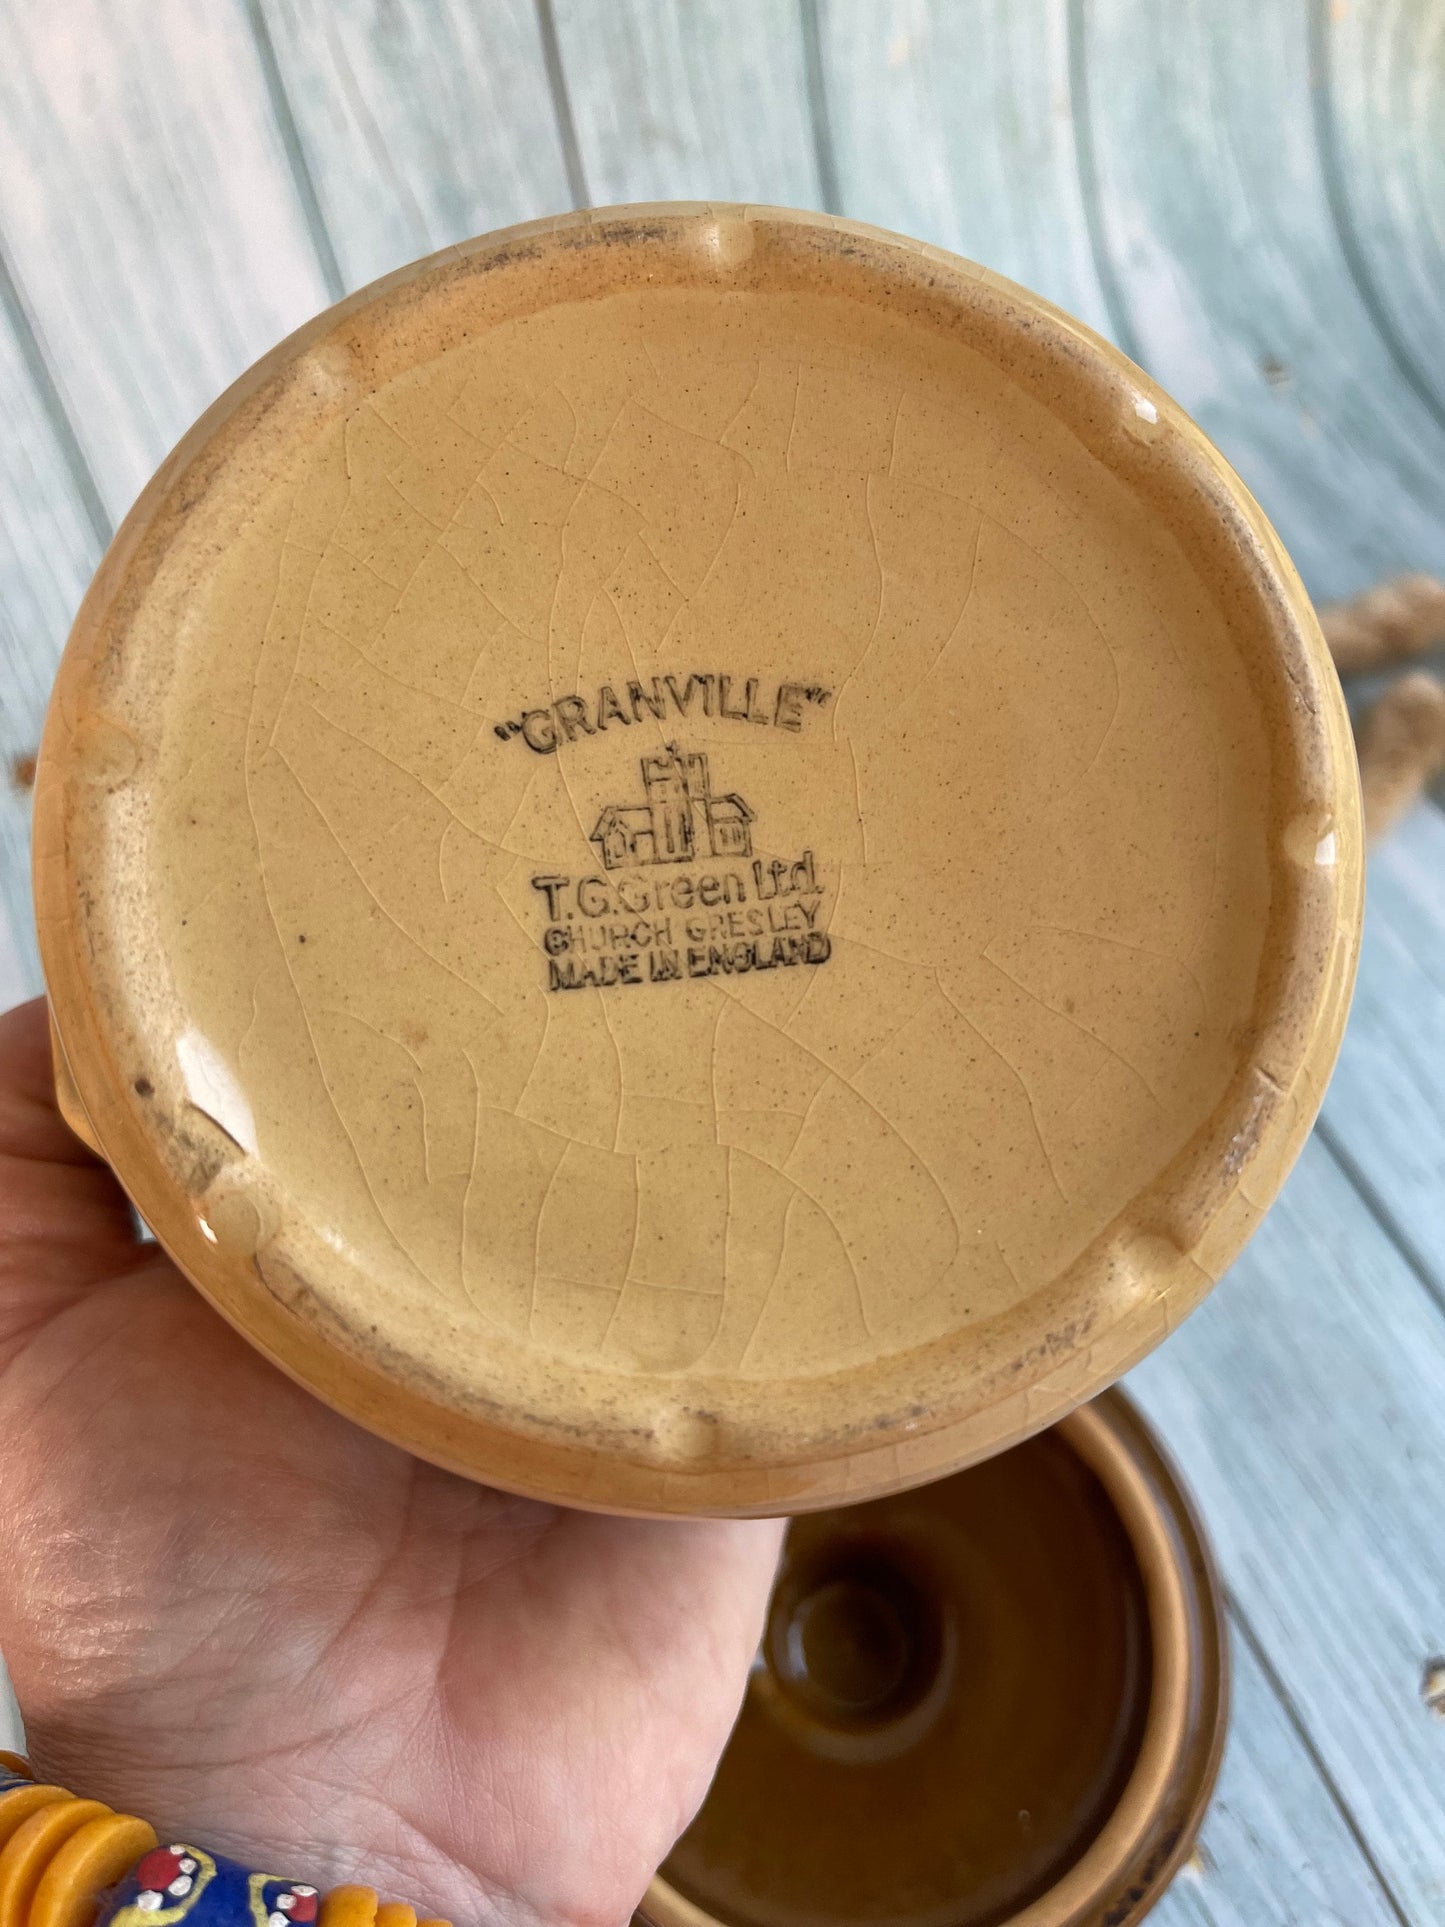 "GRANVILLE"
T.G.Green Ltd.
CHURCH GRESLEY
MADE IN ENGLAND